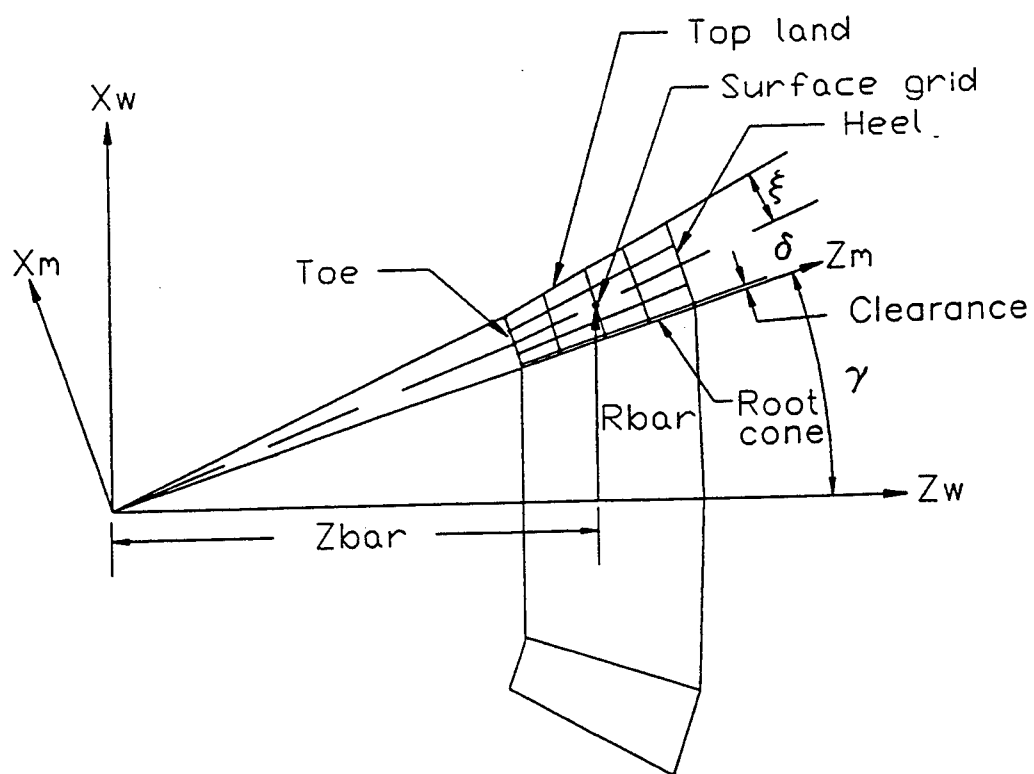 Top land
Xw
Surface grid
Heel
ξ
Xm
Toe
δ
Zm
Clearance
γ
Rbar
Root
cone
Zw
Zbar